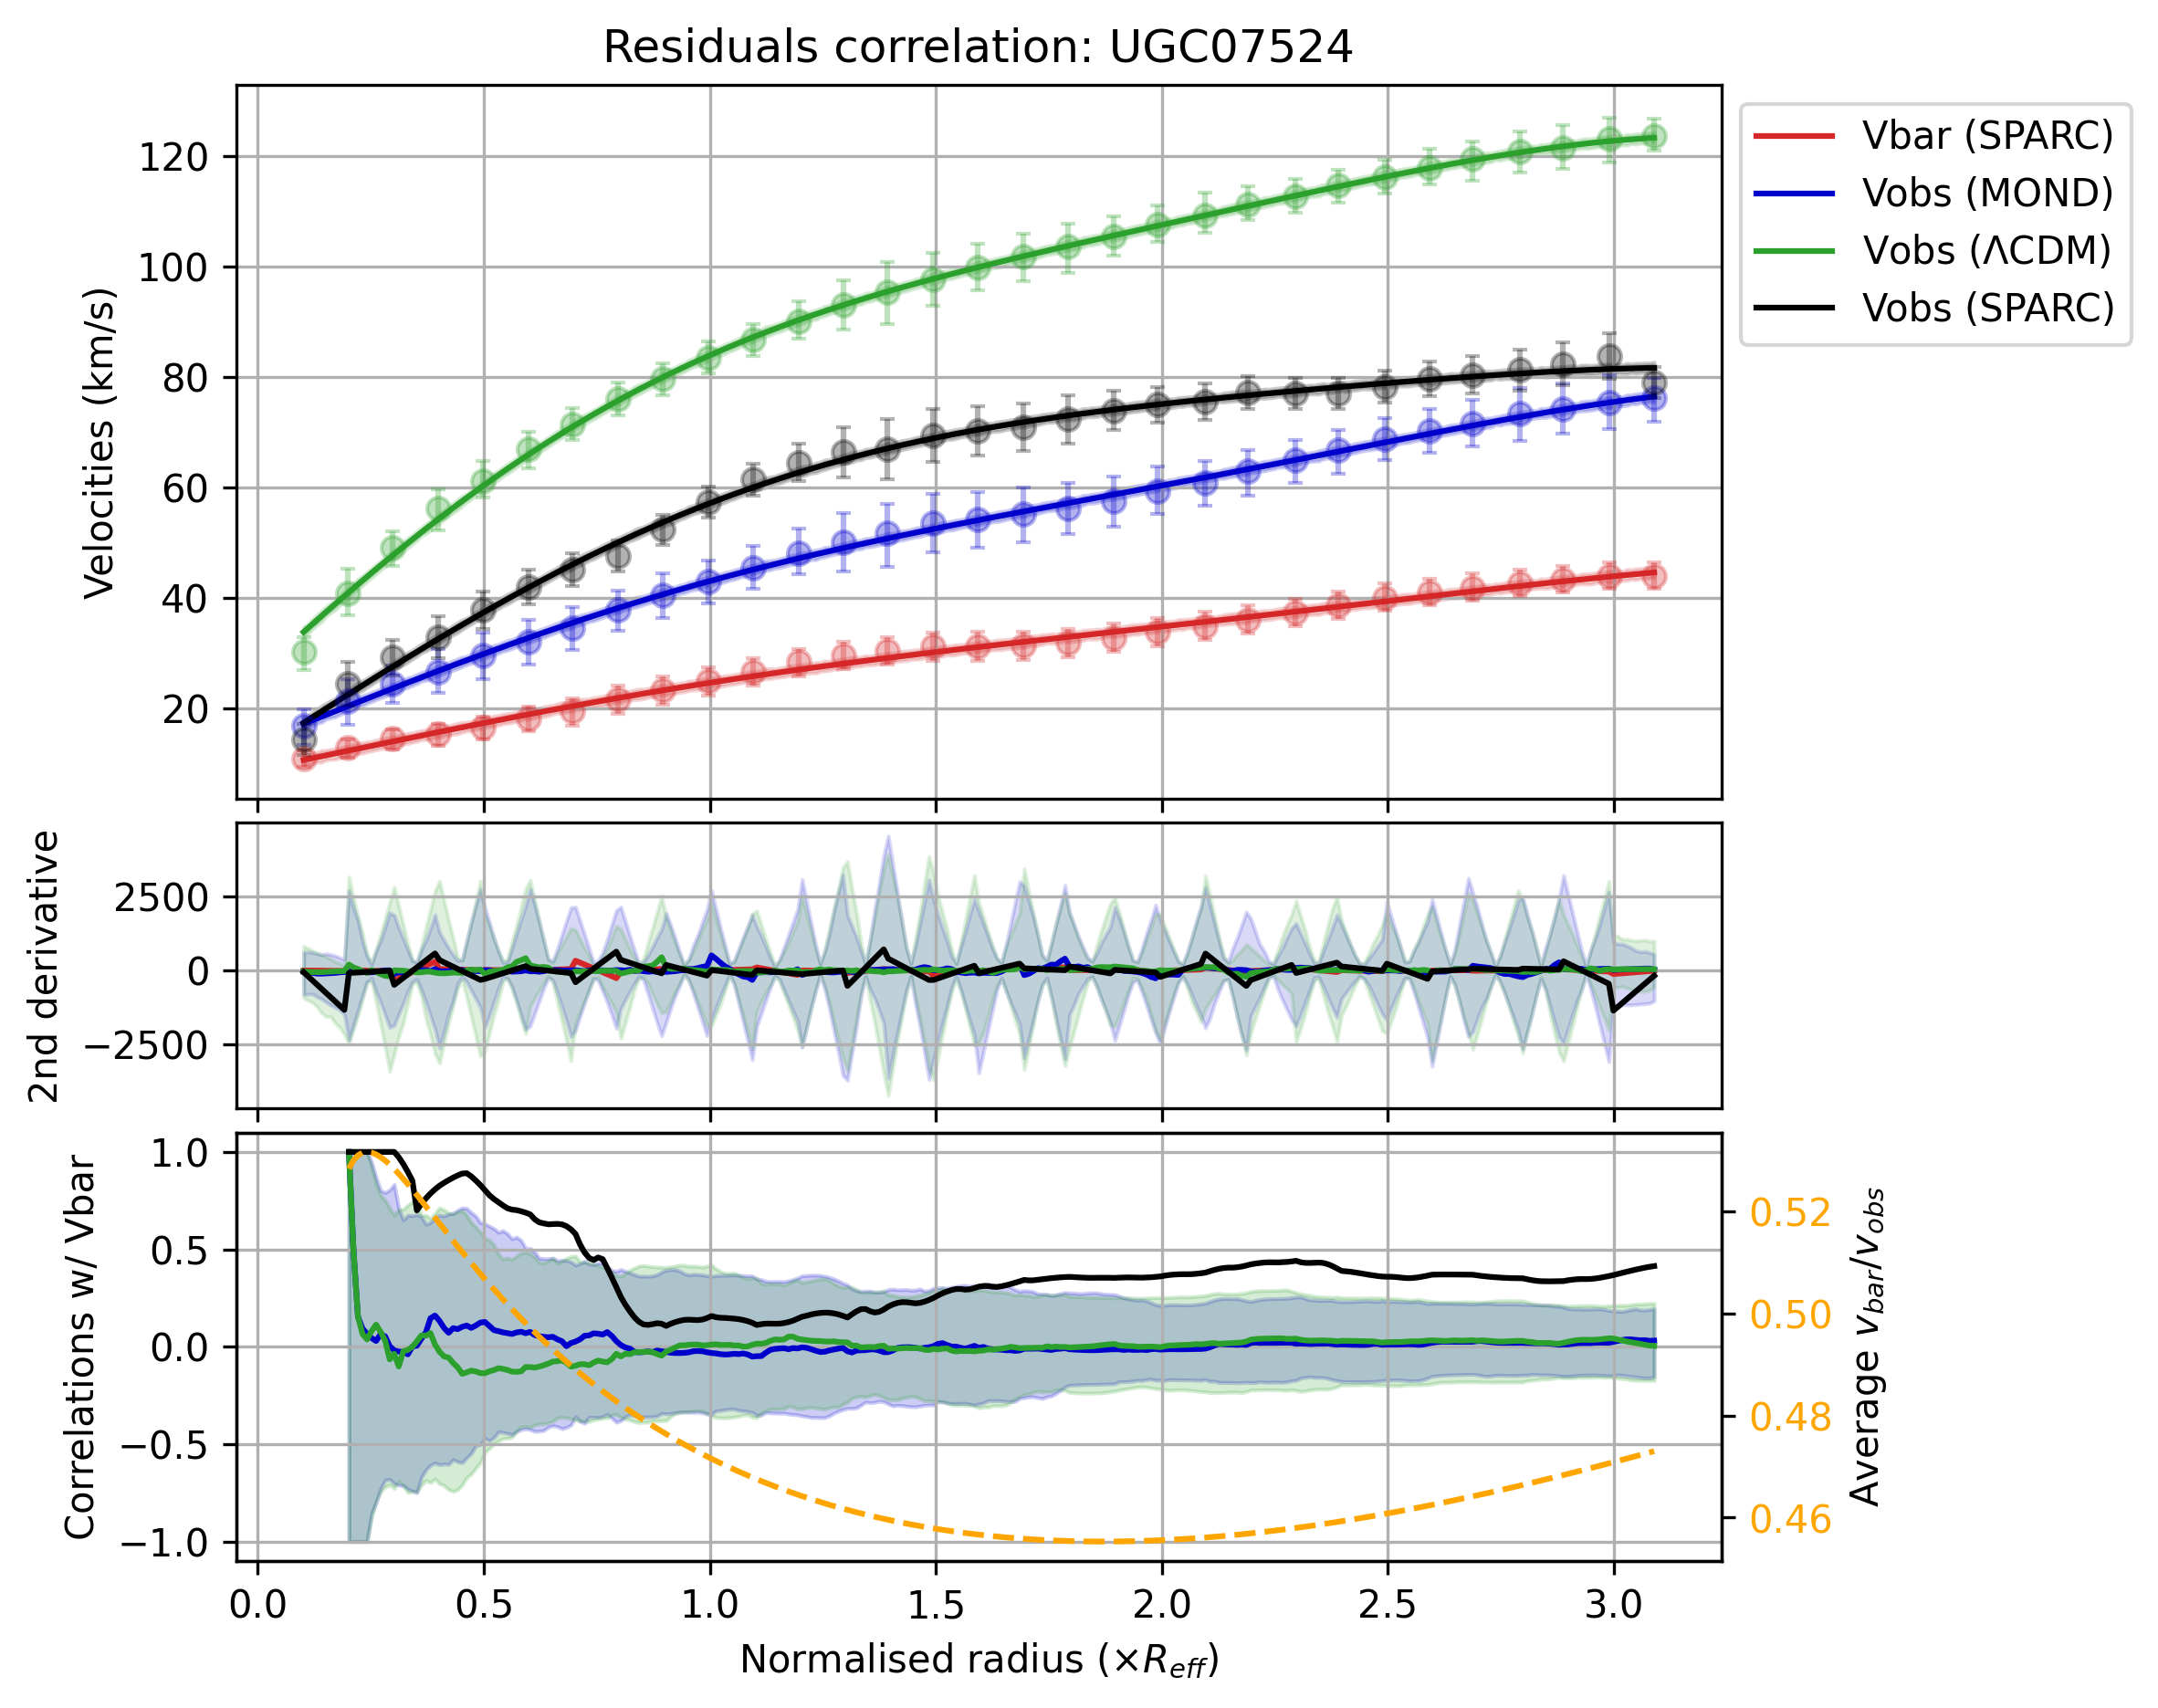 Residuals correlation: UGC07524
Velocities (km/s)
120
100
80
60
40
20
Vbar (SPARC)
Vobs (MOND)
Vobs (ΛCDM)
Vobs (SPARC)
2nd derivative
2500
0
−2500
Correlations w/ Vbar
1.0
0.5
0.0
−0.5
−1.0
0.52
0.50
0.48
0.46
Average v_bar/v_obs
0.0 0.5 1.0 1.5 2.0 2.5 3.0
Normalised radius (×R_eff)